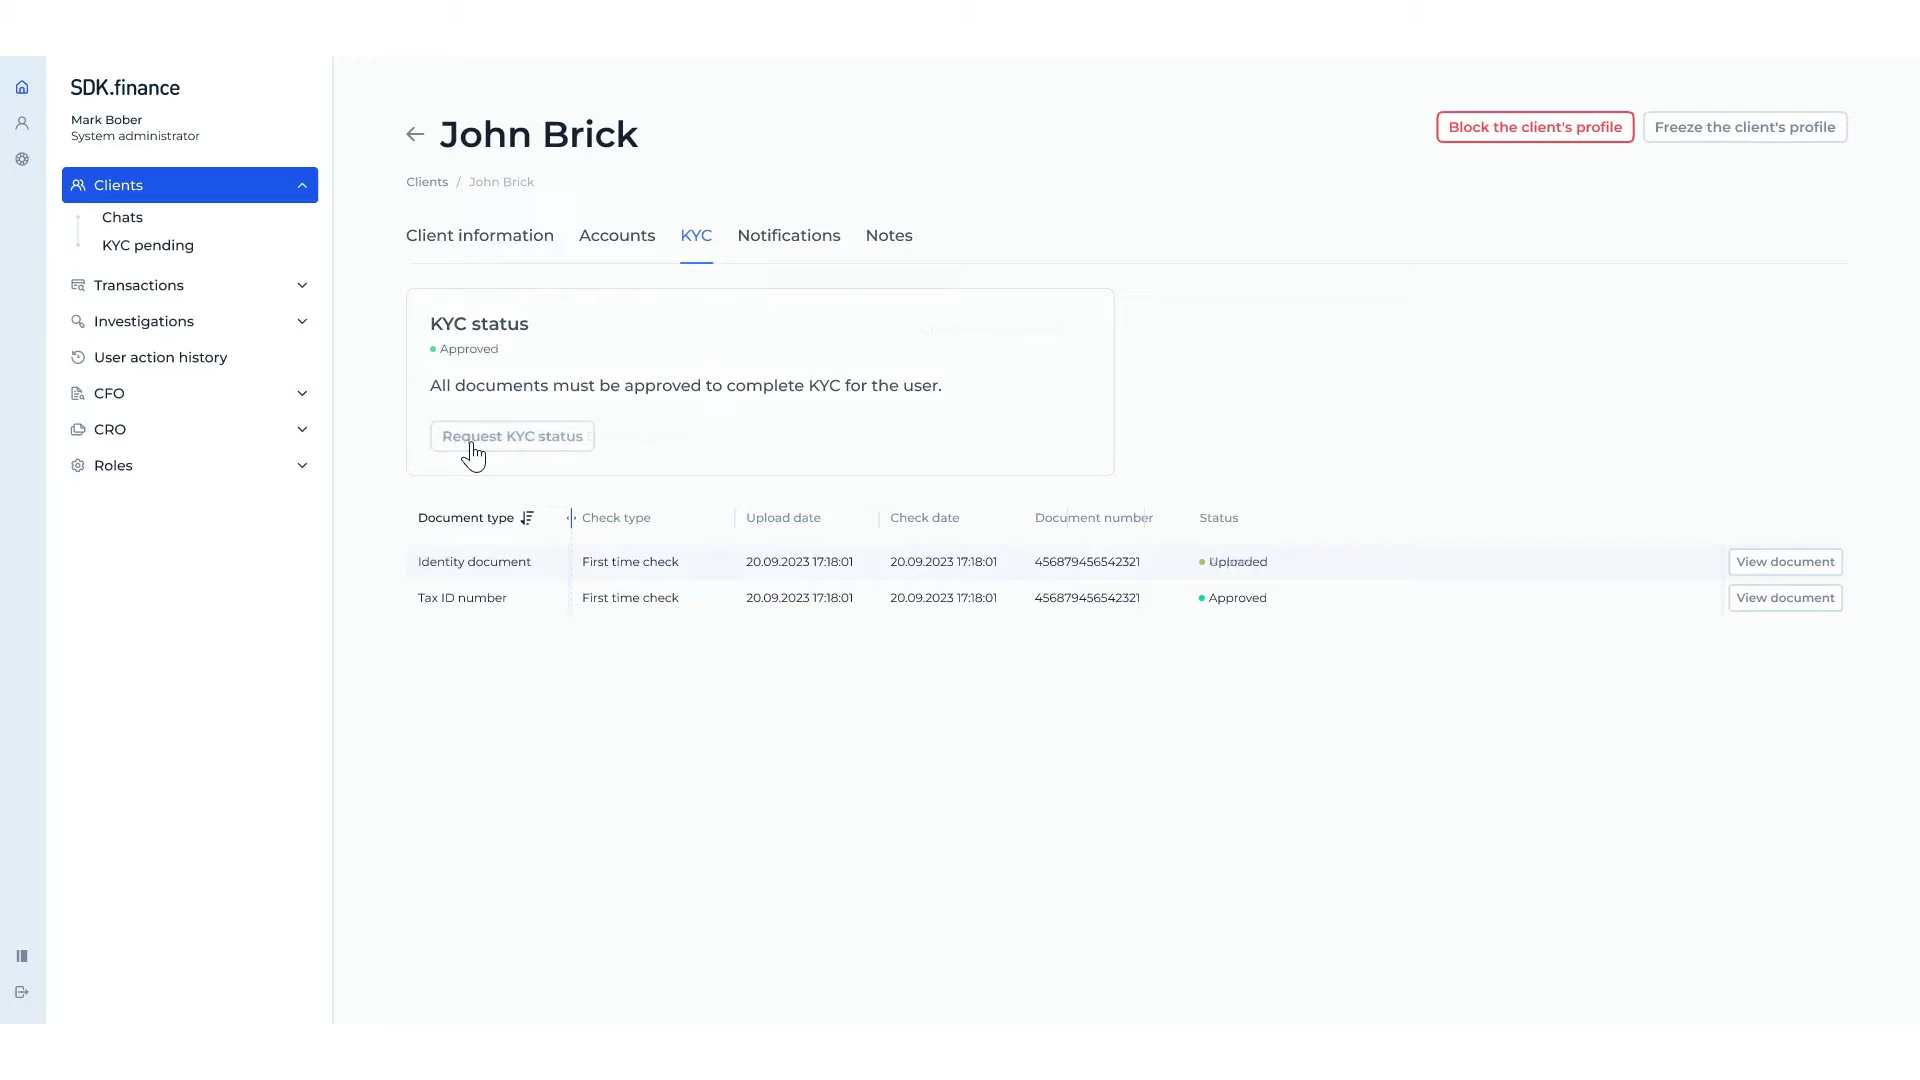 SDK.finance
Mark Bober
System administrator
Clients
Chats
KYC pending
Transactions
Investigations
User action history
CFO
CRO
Roles
John Brick
Block the client's profile
Freeze the client's profile
Clients / John Brick
Client information Accounts KYC Notifications Notes
KYC status
Approved
All documents must be approved to complete KYC for the user.
Request KYC status
Document type Check type Upload date Check date Document number Status
Identity document First time check 20.09.2023 17:18:01 20.09.2023 17:18:01 456879456542321 Uploaded View document
Tax ID number First time check 20.09.2023 17:18:01 20.09.2023 17:18:01 456879456542321 Approved View document